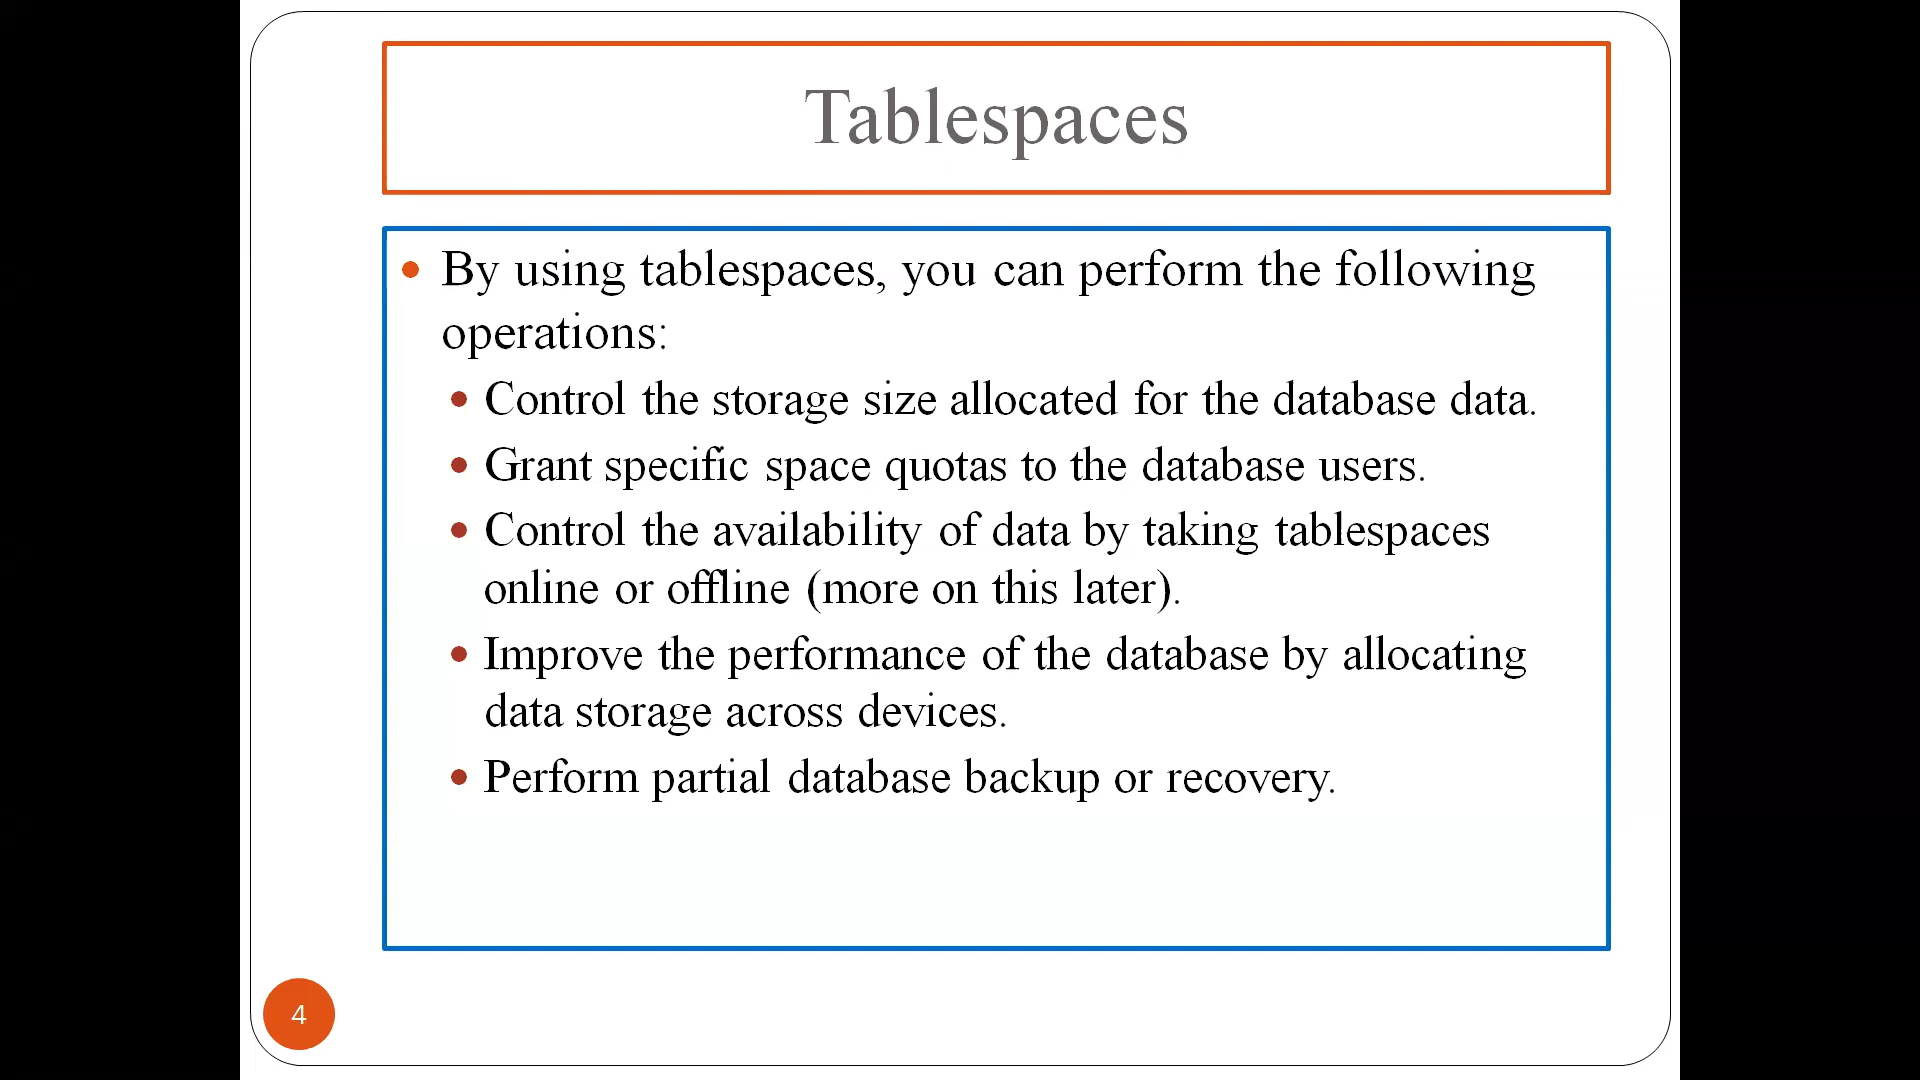 Tablespaces
By using tablespaces, you can perform the following
operations:
Control the storage size allocated for the database data.
Grant specific space quotas to the database users.
Control the availability of data by taking tablespaces
online or offline (more on this later).
Improve the performance of the database by allocating
data storage across devices.
Perform partial database backup or recovery.
4